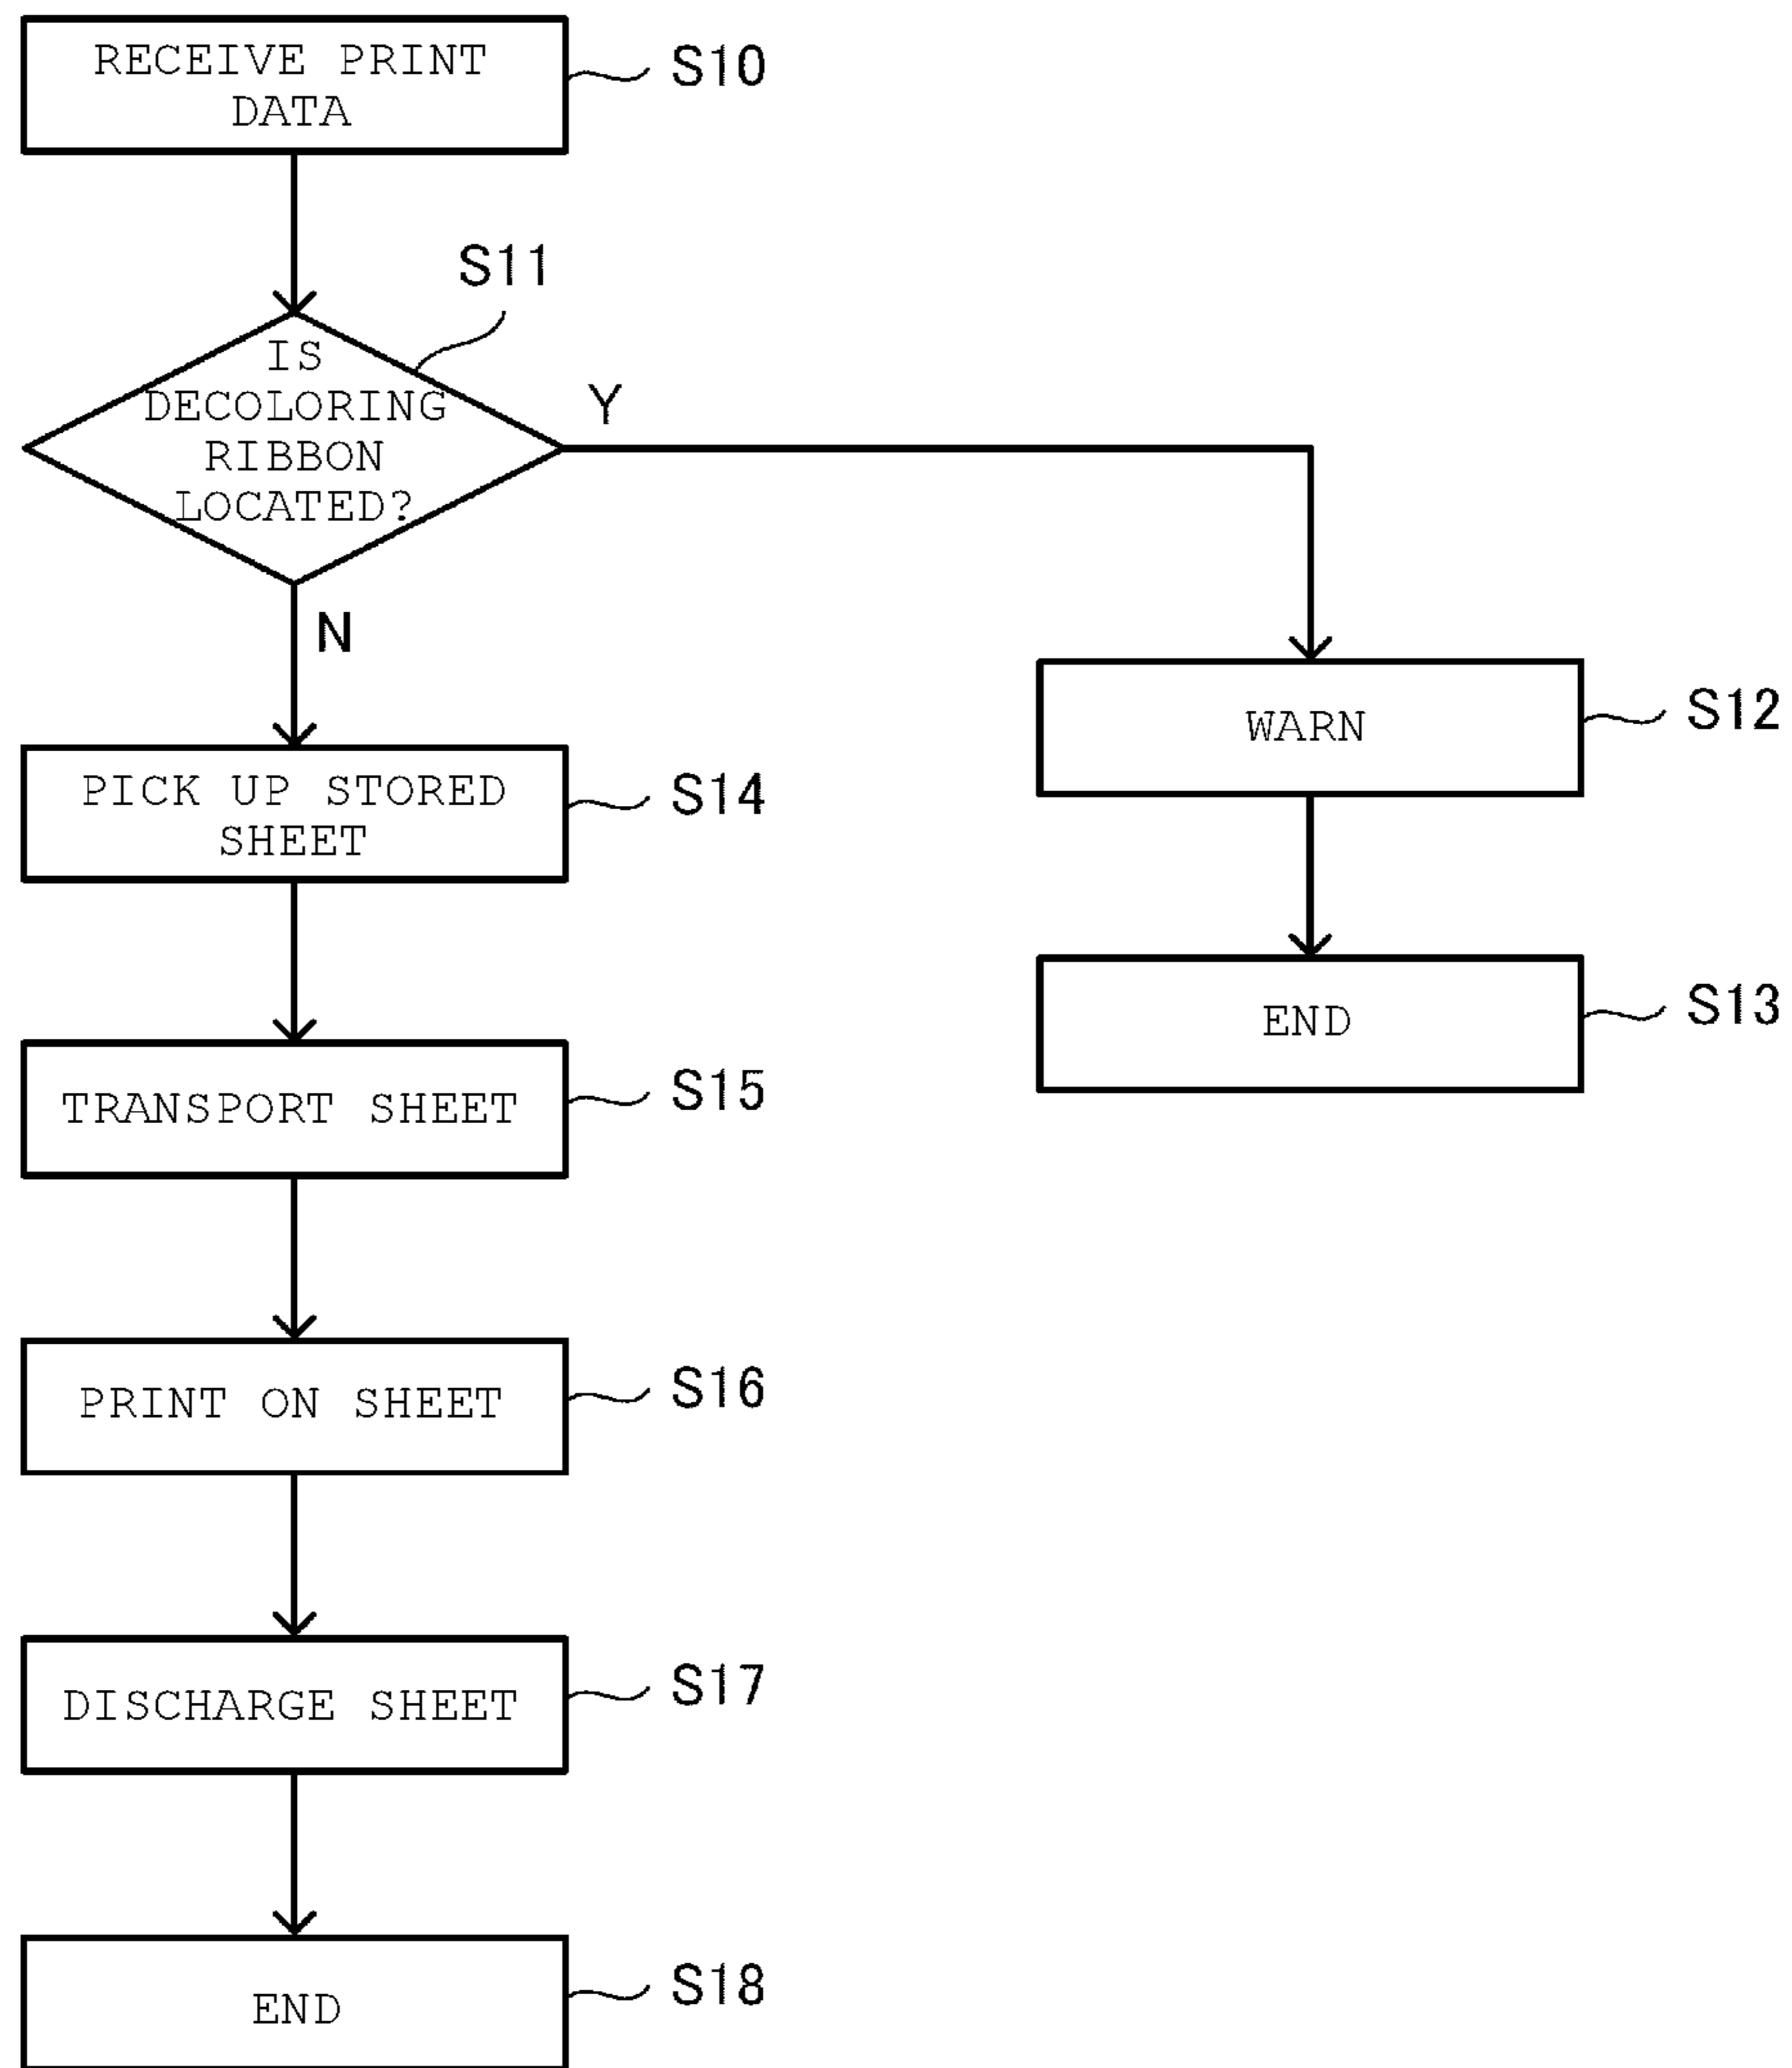 RECEIVE PRINT
DATA
S10
S11
IS
DECOLORING
RIBBON
LOCATED?
Y
N
WARN
S12
END
S13
PICK UP STORED
SHEET
S14
TRANSPORT SHEET
S15
PRINT ON SHEET
S16
DISCHARGE SHEET
S17
END
S18